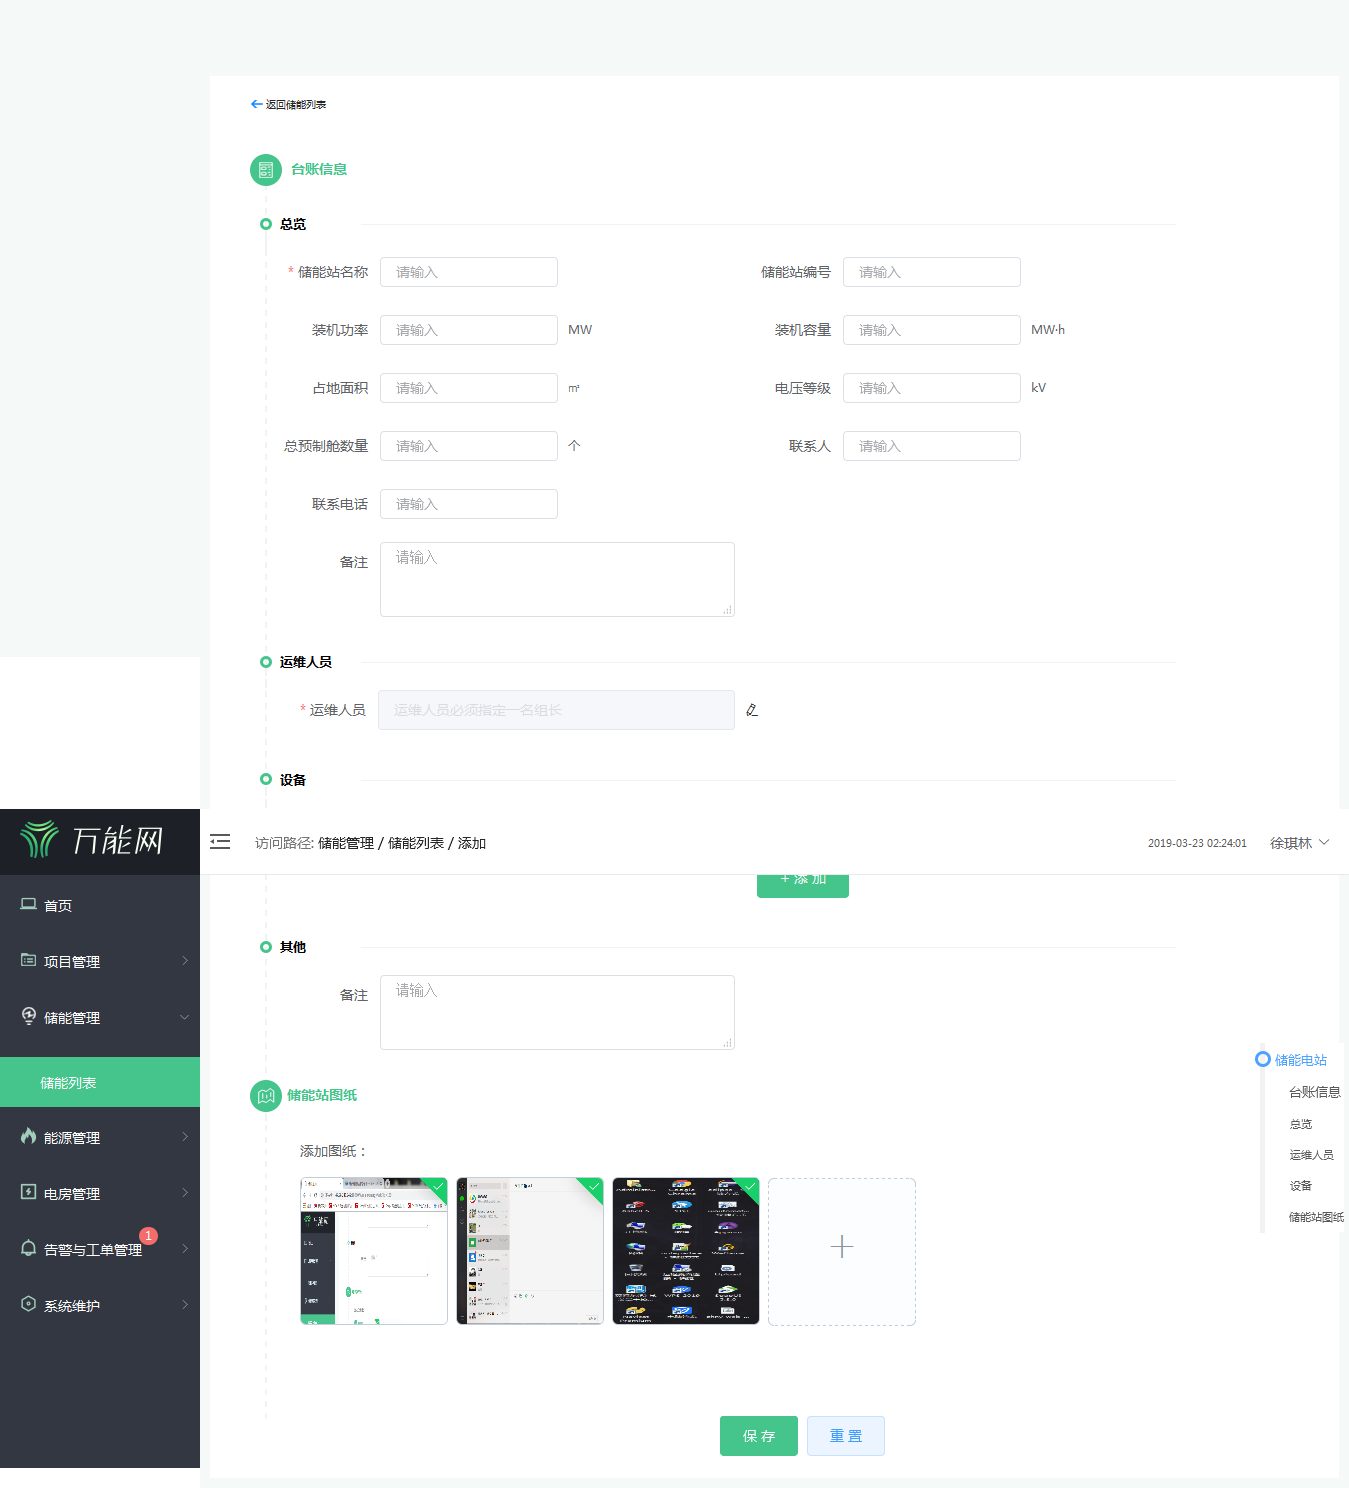 返回储能列表
台账信息
总览
* 储能站名称 请输入 储能站编号 请输入
装机功率 请输入 MW 装机容量 请输入 MW·h
占地面积 请输入 ㎡ 电压等级 请输入 kV
总预制舱数量 请输入 个 联系人 请输入
联系电话 请输入
备注 请输入
运维人员
* 运维人员 运维人员必须指定一名组长
设备
万能网 访问路径: 储能管理 / 储能列表 / 添加 2019-03-23 02:24:01 徐琪林
+ 添 加
首页
项目管理
储能管理
储能列表
能源管理
电房管理
告警与工单管理 1
系统维护
其他
备注 请输入
储能站图纸
添加图纸：
储能电站
台账信息
总览
运维人员
设备
储能站图纸
保 存 重 置